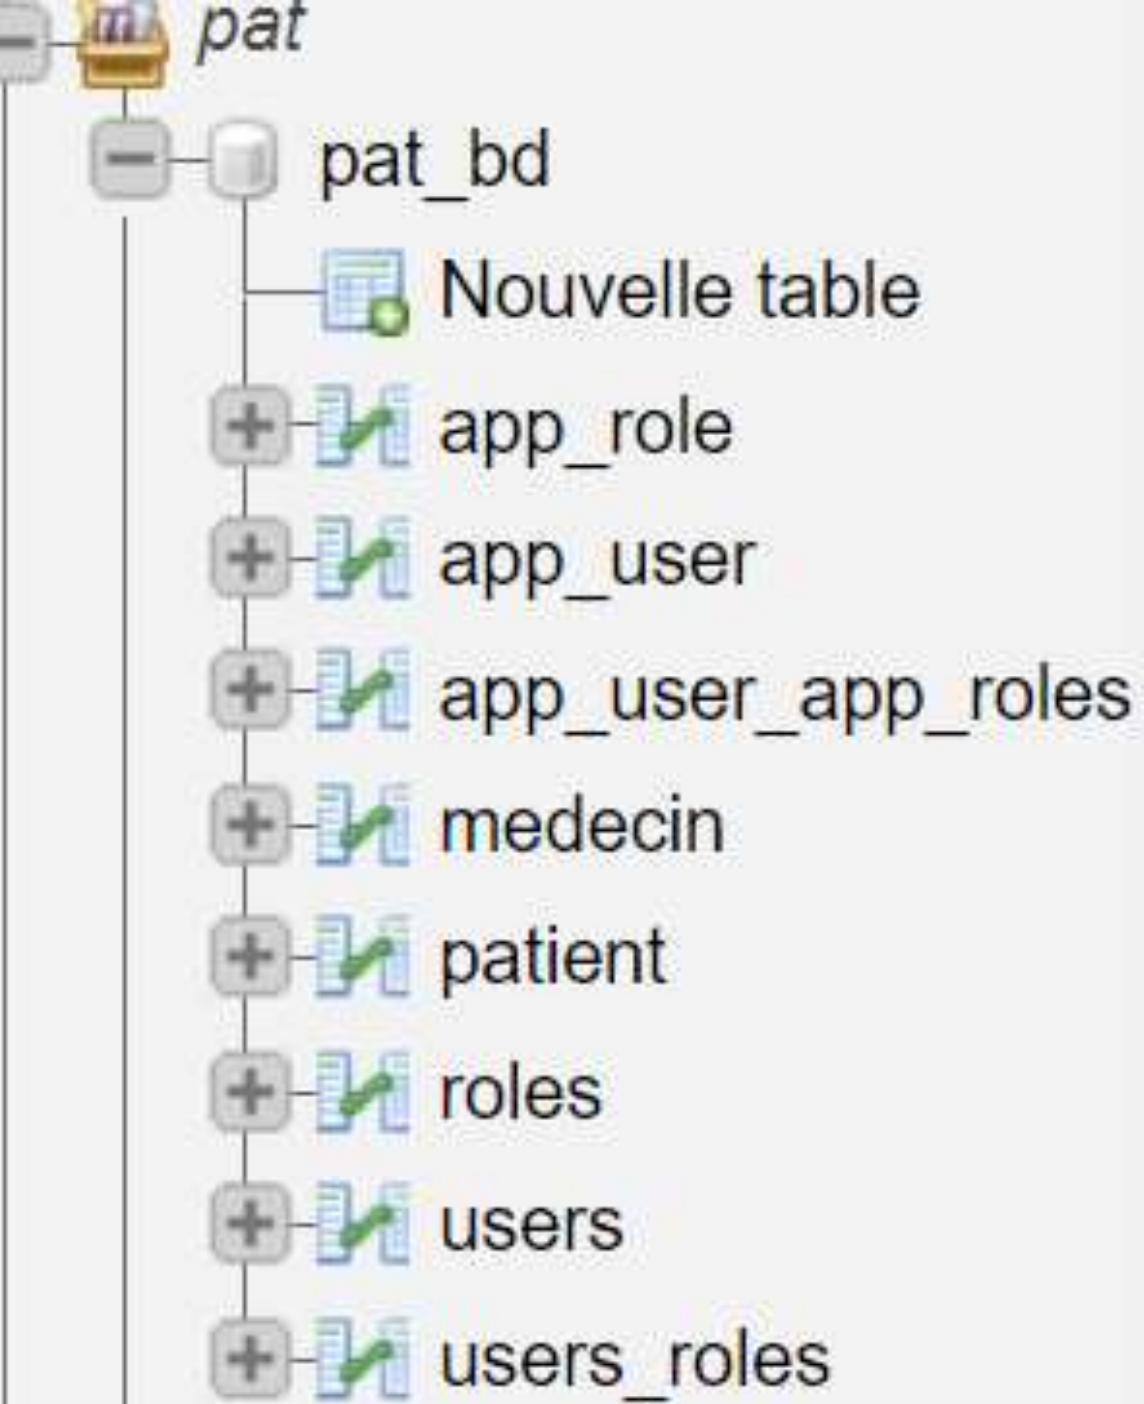 pat
pat_bd
Nouvelle table
app_role
app_user
app_user_app_roles
medecin
patient
roles
users
users_roles